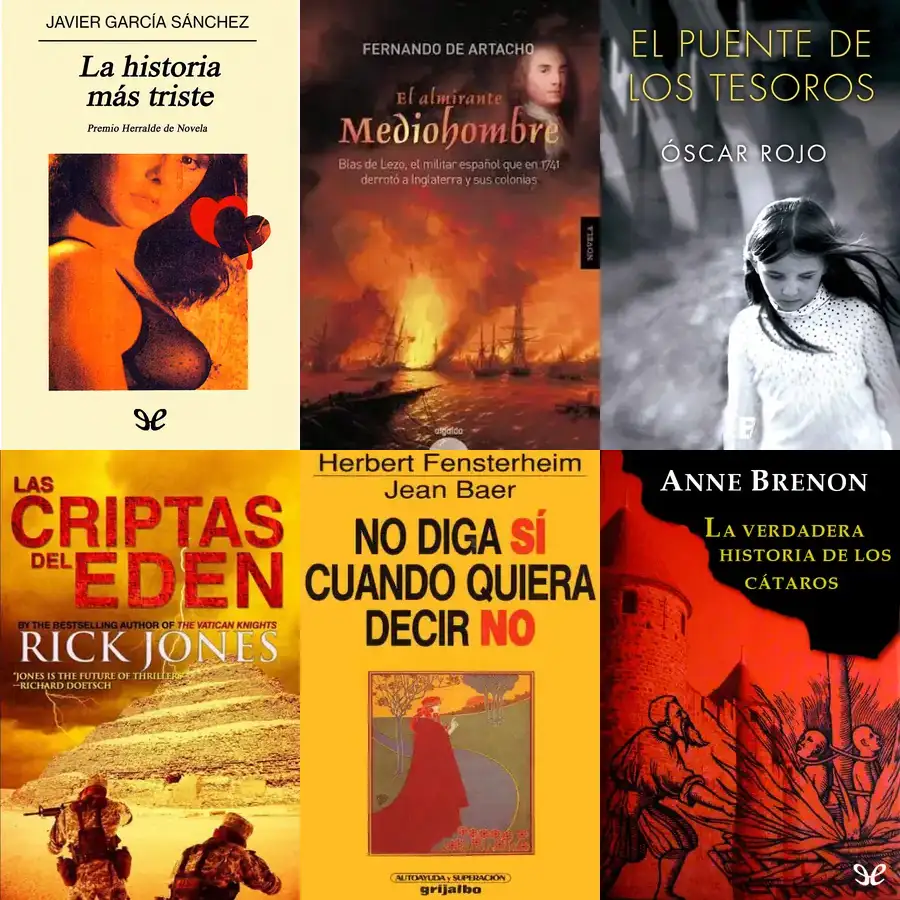 JAVIER GARCÍA SÁNCHEZ
La historia
más triste
Premio Herralde de Novela
FERNANDO DE ARTACHO
El almirante
Mediohombre
Blas de Lezo, el militar español que en 1741
derrotó a Inglaterra y sus colonias
NOVELA
algaida
EL PUENTE DE
LOS TESOROS
ÓSCAR ROJO
LAS
CRIPTAS
DEL EDEN
BY THE BESTSELLING AUTHOR OF THE VATICAN KNIGHTS
RICK JONES
"JONES IS THE FUTURE OF THRILLERS"
—RICHARD DOETSCH
Herbert Fensterheim
Jean Baer
NO DIGA SÍ
CUANDO QUIERA
DECIR NO
AUTOAYUDA y SUPERACIÓN
grijalbo
ANNE BRENON
LA VERDADERA
HISTORIA DE LOS
CÁTAROS